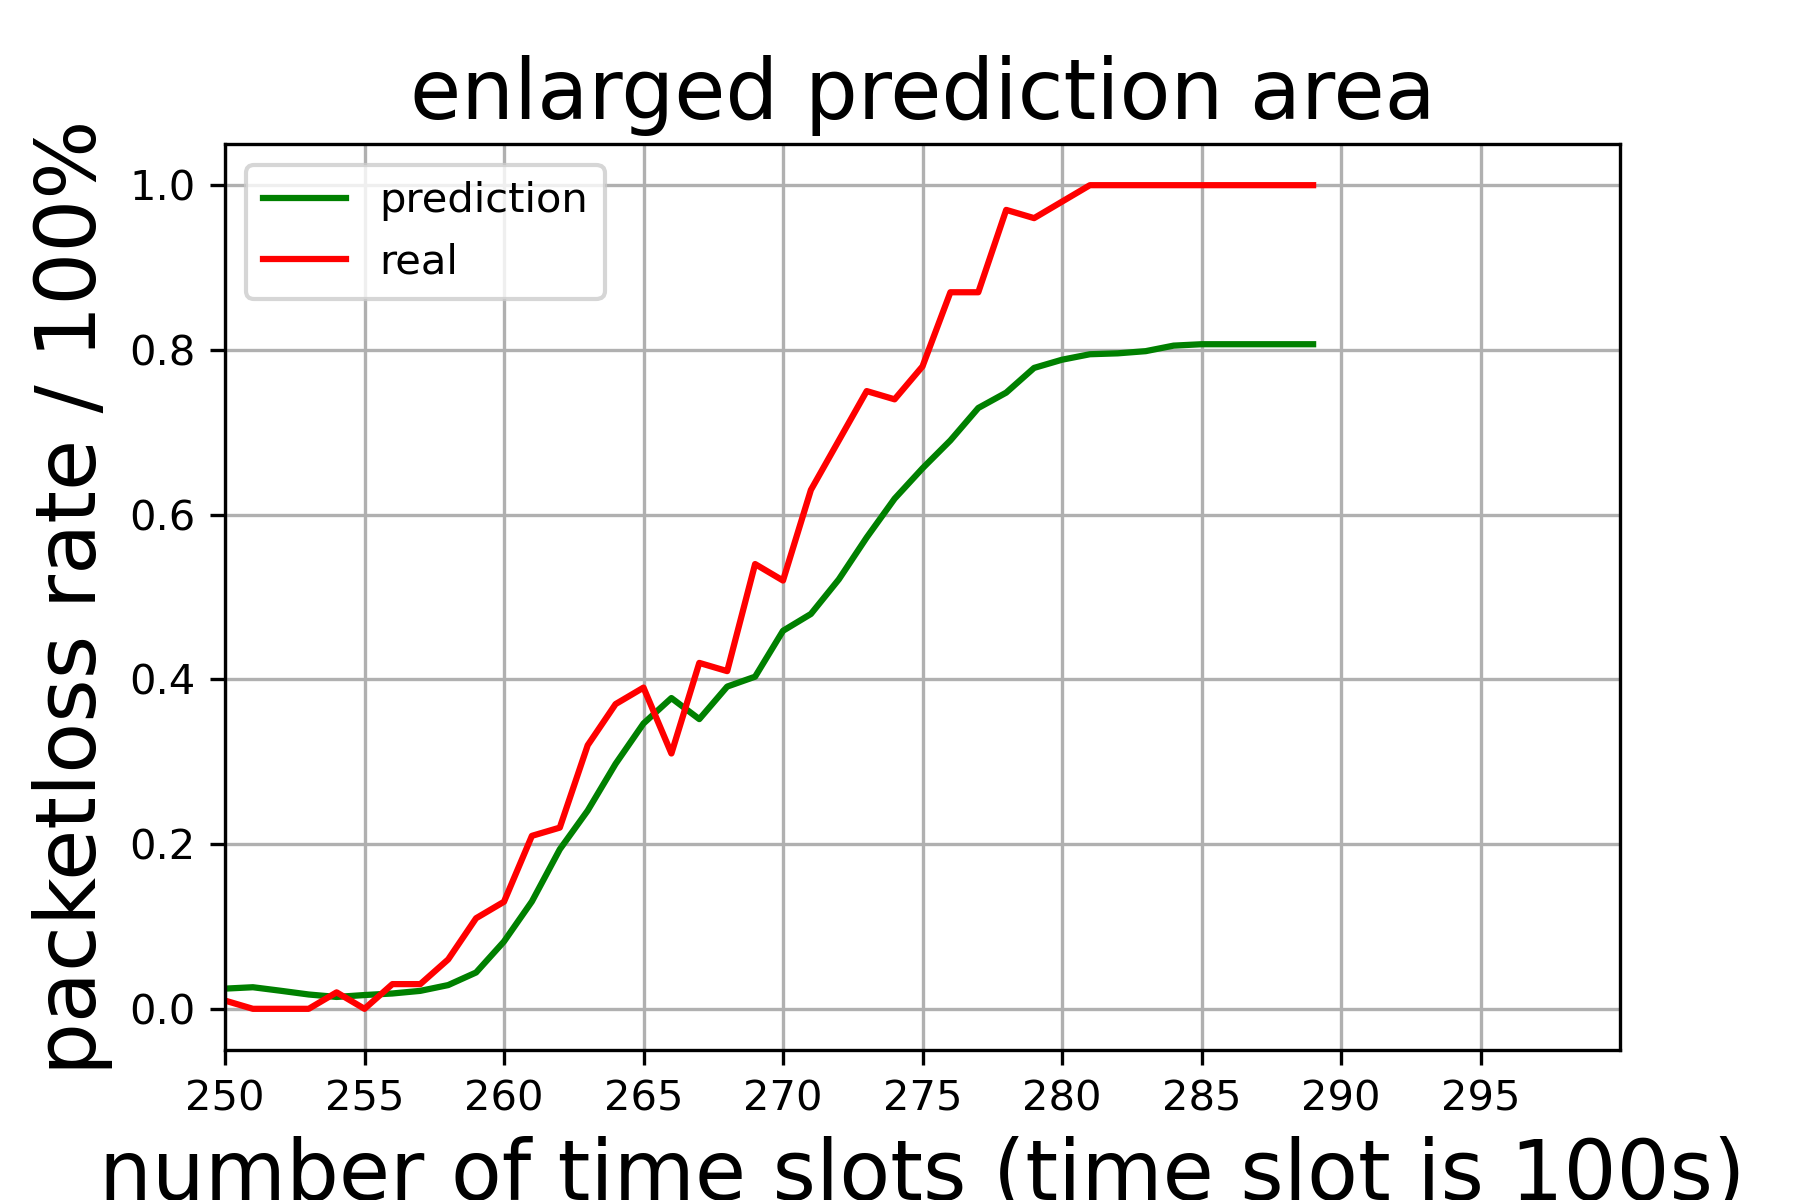 enlarged prediction area
packetloss rate / 100%
prediction
real
1.0
0.8
0.6
0.4
0.2
0.0
250 255 260 265 270 275 280 285 290 295
number of time slots (time slot is 100s)